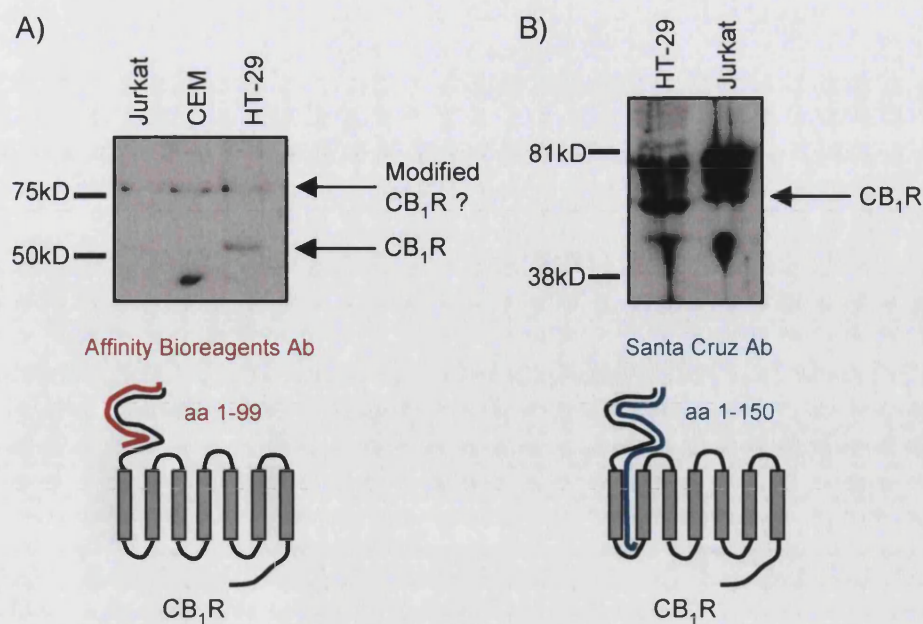 A)
Jurkat
CEM
HT-29
75kD
50kD
Modified
CB₁R ?
CB₁R
Affinity Bioreagents Ab
aa 1-99
CB₁R
B)
HT-29
Jurkat
81kD
38kD
CB₁R
Santa Cruz Ab
aa 1-150
CB₁R